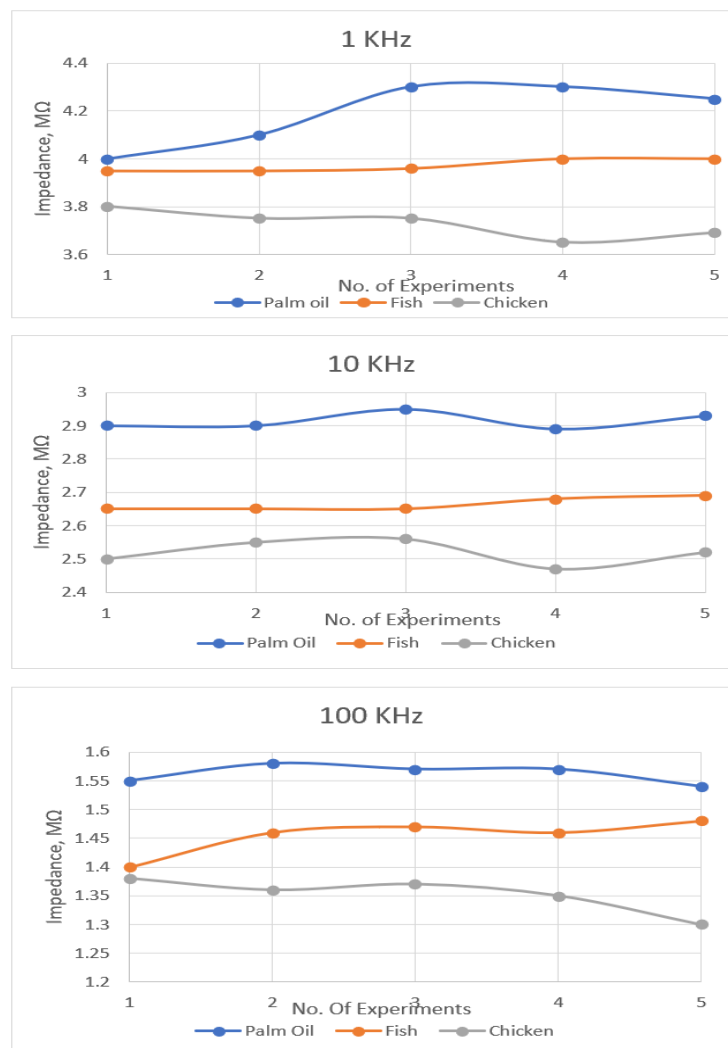 1 KHz
4.4
4.2
4
3.8
3.6
Impedance, MΩ
1 2 3 4 5
No. of Experiments
Palm oil Fish Chicken
10 KHz
3
2.9
2.8
2.7
2.6
2.5
2.4
Impedance, MΩ
1 2 3 4 5
No. of Experiments
Palm Oil Fish Chicken
100 KHz
1.6
1.55
1.5
1.45
1.4
1.35
1.3
1.25
1.2
Impedance, MΩ
1 2 3 4 5
No. Of Experiments
Palm Oil Fish Chicken